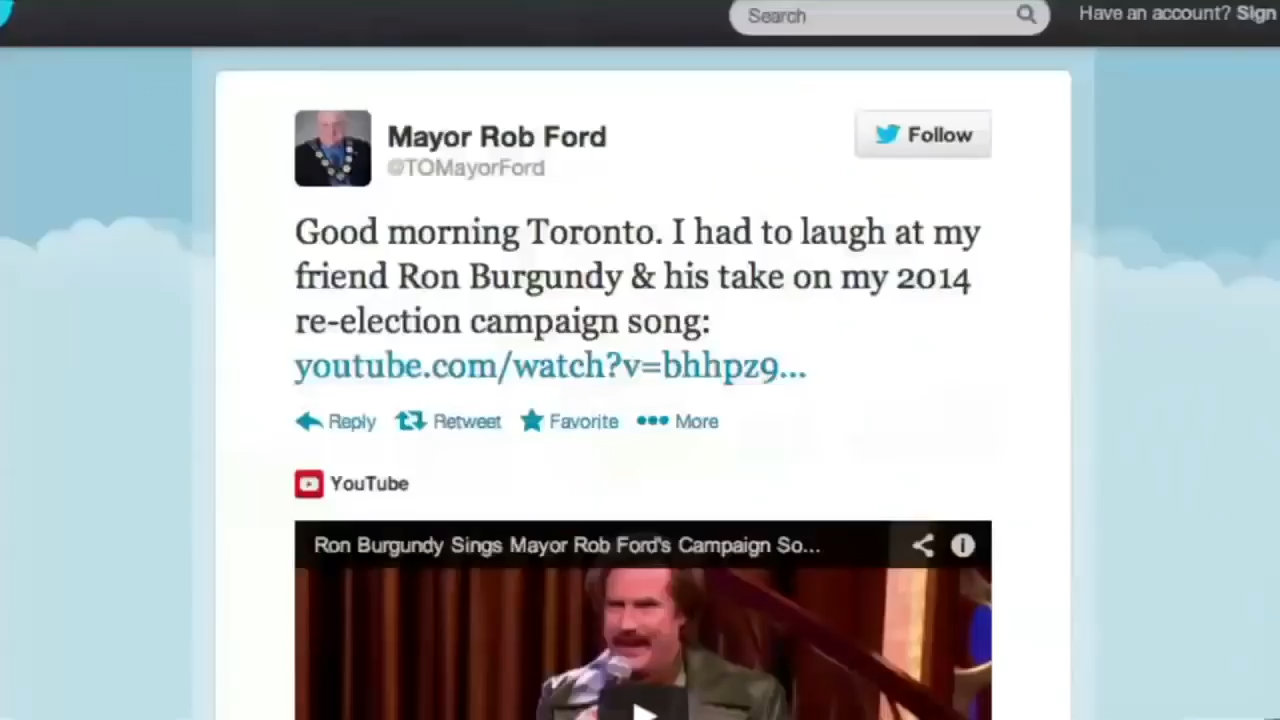 Search
Have an account? Sign
Mayor Rob Ford
@TOMayorFord
Follow
Good morning Toronto. I had to laugh at my
friend Ron Burgundy & his take on my 2014
re-election campaign song:
youtube.com/watch?v=bhhpz9...
Reply Retweet Favorite More
YouTube
Ron Burgundy Sings Mayor Rob Ford's Campaign So...